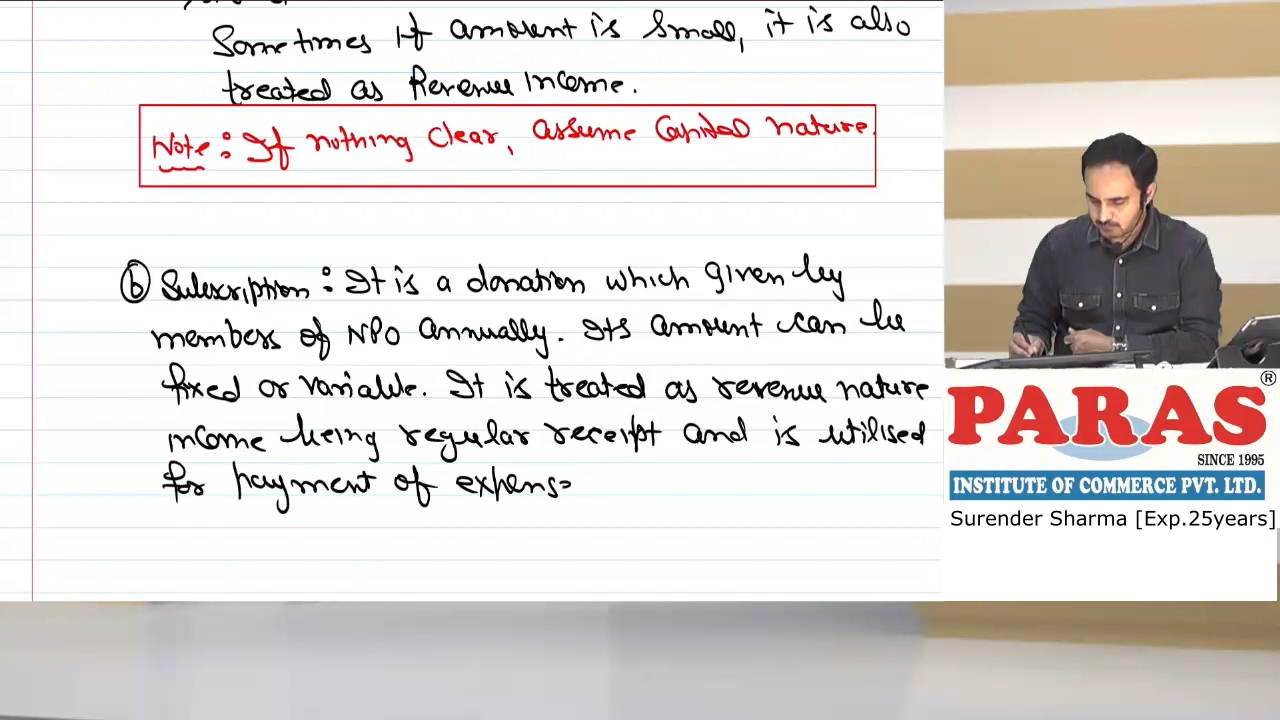 Sometimes if amount is small, it is also
treated as Revenue Income.
Note: If nothing clear, assume Capital nature.
(b) Subscription: It is a donation which given by
members of NPO annually. Its amount can be
fixed or variable. It is treated as revenue nature
income being regular receipt and is utilised
for payment of expens
PARAS ®
SINCE 1995
INSTITUTE OF COMMERCE PVT. LTD.
Surender Sharma [Exp.25years]